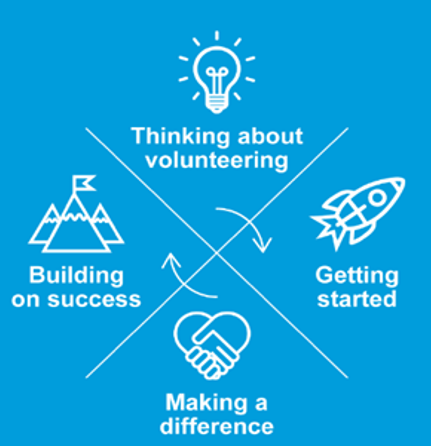 Thinking about
volunteering
Building
on success
Getting
started
Making a
difference